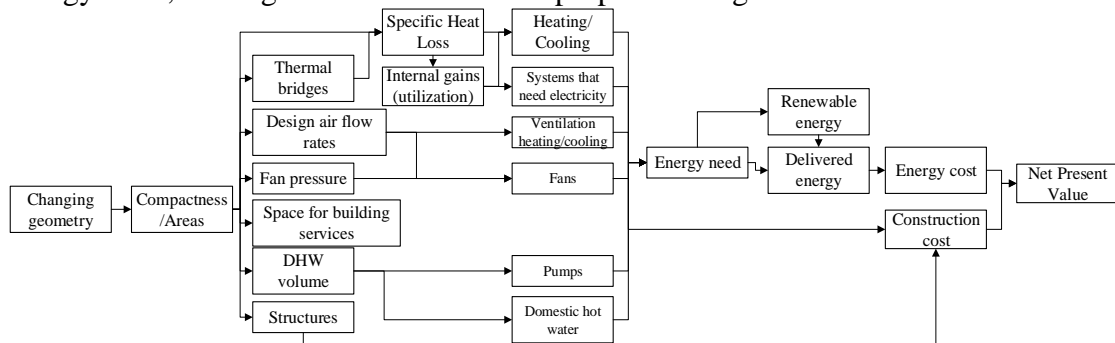 Specific Heat
Loss
Heating/
Cooling
Thermal
bridges
Internal gains
(utilization)
Systems that
need electricity
Renewable
energy
Design air flow
rates
Ventilation
heating/cooling
Energy need
Delivered
energy
Energy cost
Net Present
Value
Fan pressure
Fans
Changing
geometry
Compactness
/Areas
Space for building
services
Construction
cost
DHW
volume
Pumps
Structures
Domestic hot
water